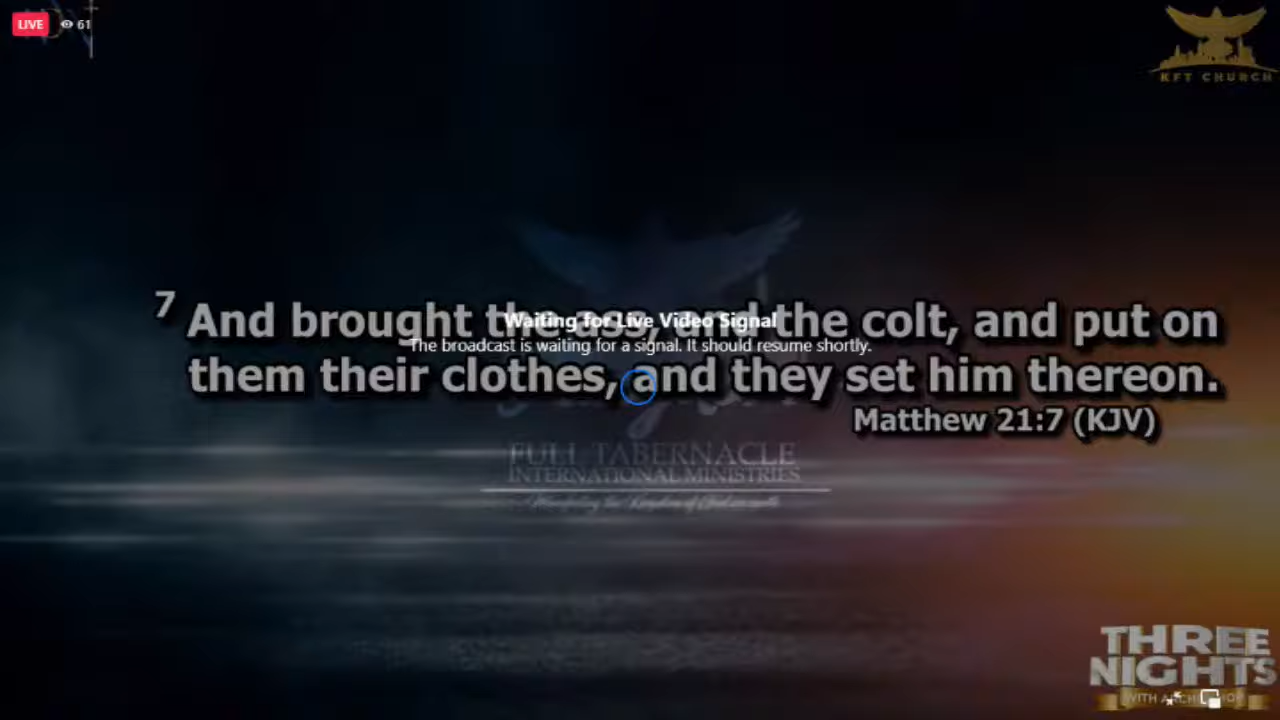 LIVE 61
KFT CHURCH
7 And brought the ass, and the colt, and put on
Waiting for Live Video Signal
The broadcast is waiting for a signal. It should resume shortly.
them their clothes, and they set him thereon.
Matthew 21:7 (KJV)
FULL TABERNACLE
INTERNATIONAL MINISTRIES
THREE
NIGHTS
WITH